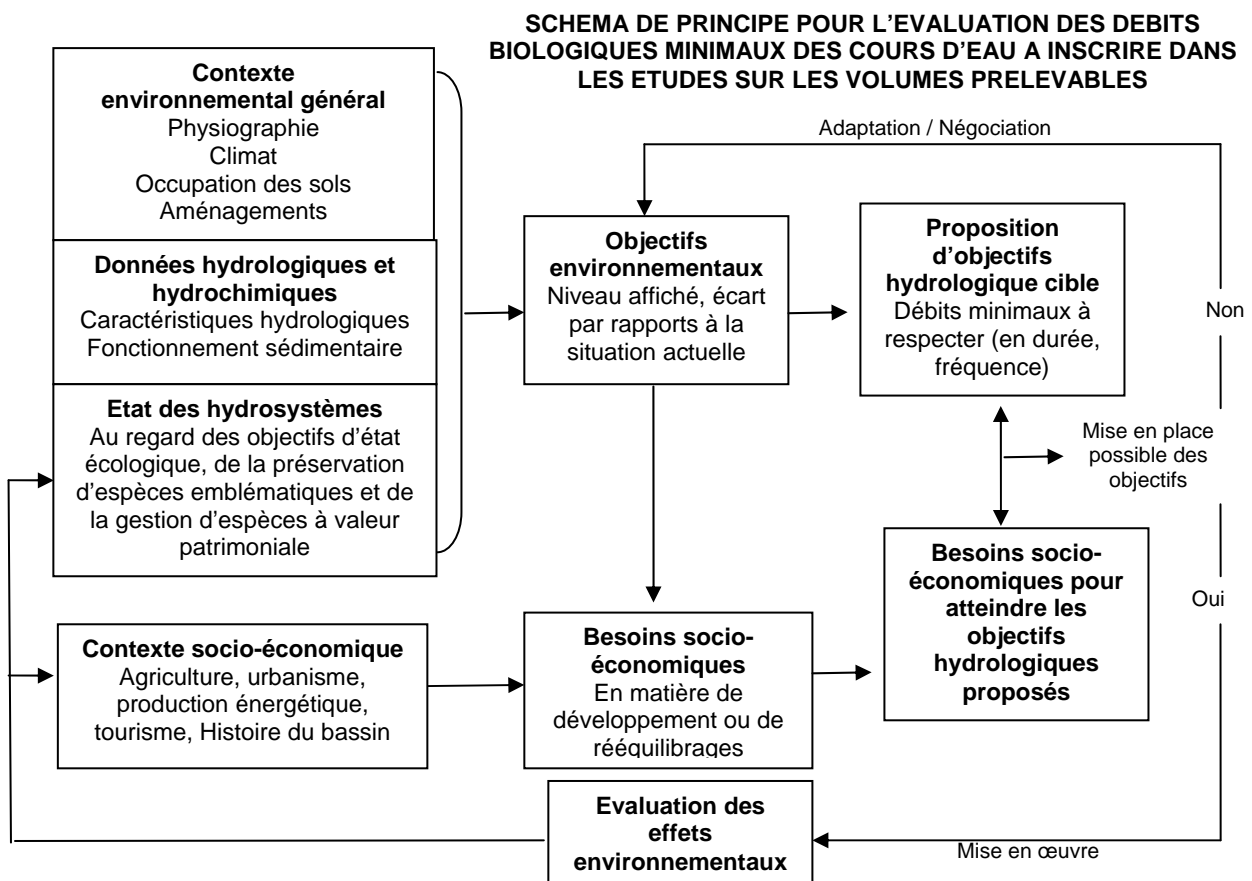 SCHEMA DE PRINCIPE POUR L'EVALUATION DES DEBITS
BIOLOGIQUES MINIMAUX DES COURS D'EAU A INSCRIRE DANS
LES ETUDES SUR LES VOLUMES PRELEVABLES
Contexte
environnemental général
Physiographie
Climat
Occupation des sols
Aménagements
Données hydrologiques et
hydrochimiques
Caractéristiques hydrologiques
Fonctionnement sédimentaire
Etat des hydrosystèmes
Au regard des objectifs d'état
écologique, de la préservation
d'espèces emblématiques et de
la gestion d'espèces à valeur
patrimoniale
Adaptation / Négociation
Objectifs
environnementaux
Niveau affiché, écart
par rapports à la
situation actuelle
Proposition
d'objectifs
hydrologique cible
Débits minimaux à
respecter (en durée,
fréquence)
Non
Mise en place
possible des
objectifs
Oui
Contexte socio-économique
Agriculture, urbanisme,
production énergétique,
tourisme, Histoire du bassin
Besoins socio-
économiques
En matière de
développement ou de
rééquilibrages
Besoins socio-
économiques pour
atteindre les
objectifs
hydrologiques
proposés
Evaluation des
effets
environnementaux
Mise en œuvre